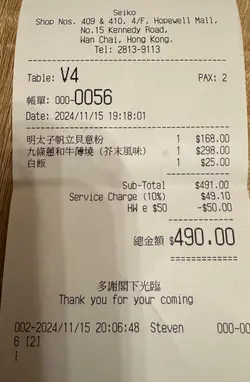 Seiko
Shop Nos. 409 & 410, 4/F, Hopewell Mall,
No.15 Kennedy Road,
Wan Chai, Hong Kong.
Tel: 2813-9113
Table: V4 PAX: 2
帳單: 000-0056
Date: 2024/11/15 19:18:01
明太子帆立貝意粉 1 $168.00
九條蔥和牛薄燒 (芥末風味) 1 $298.00
白飯 1 $25.00
Sub-Total $491.00
Service Charge (10%) $49.10
HW e $50 -$50.00
總金額 $490.00
多謝閣下光臨
Thank you for your coming
002-2024/11/15 20:06:48 Steven 000-00
6 [2]
!